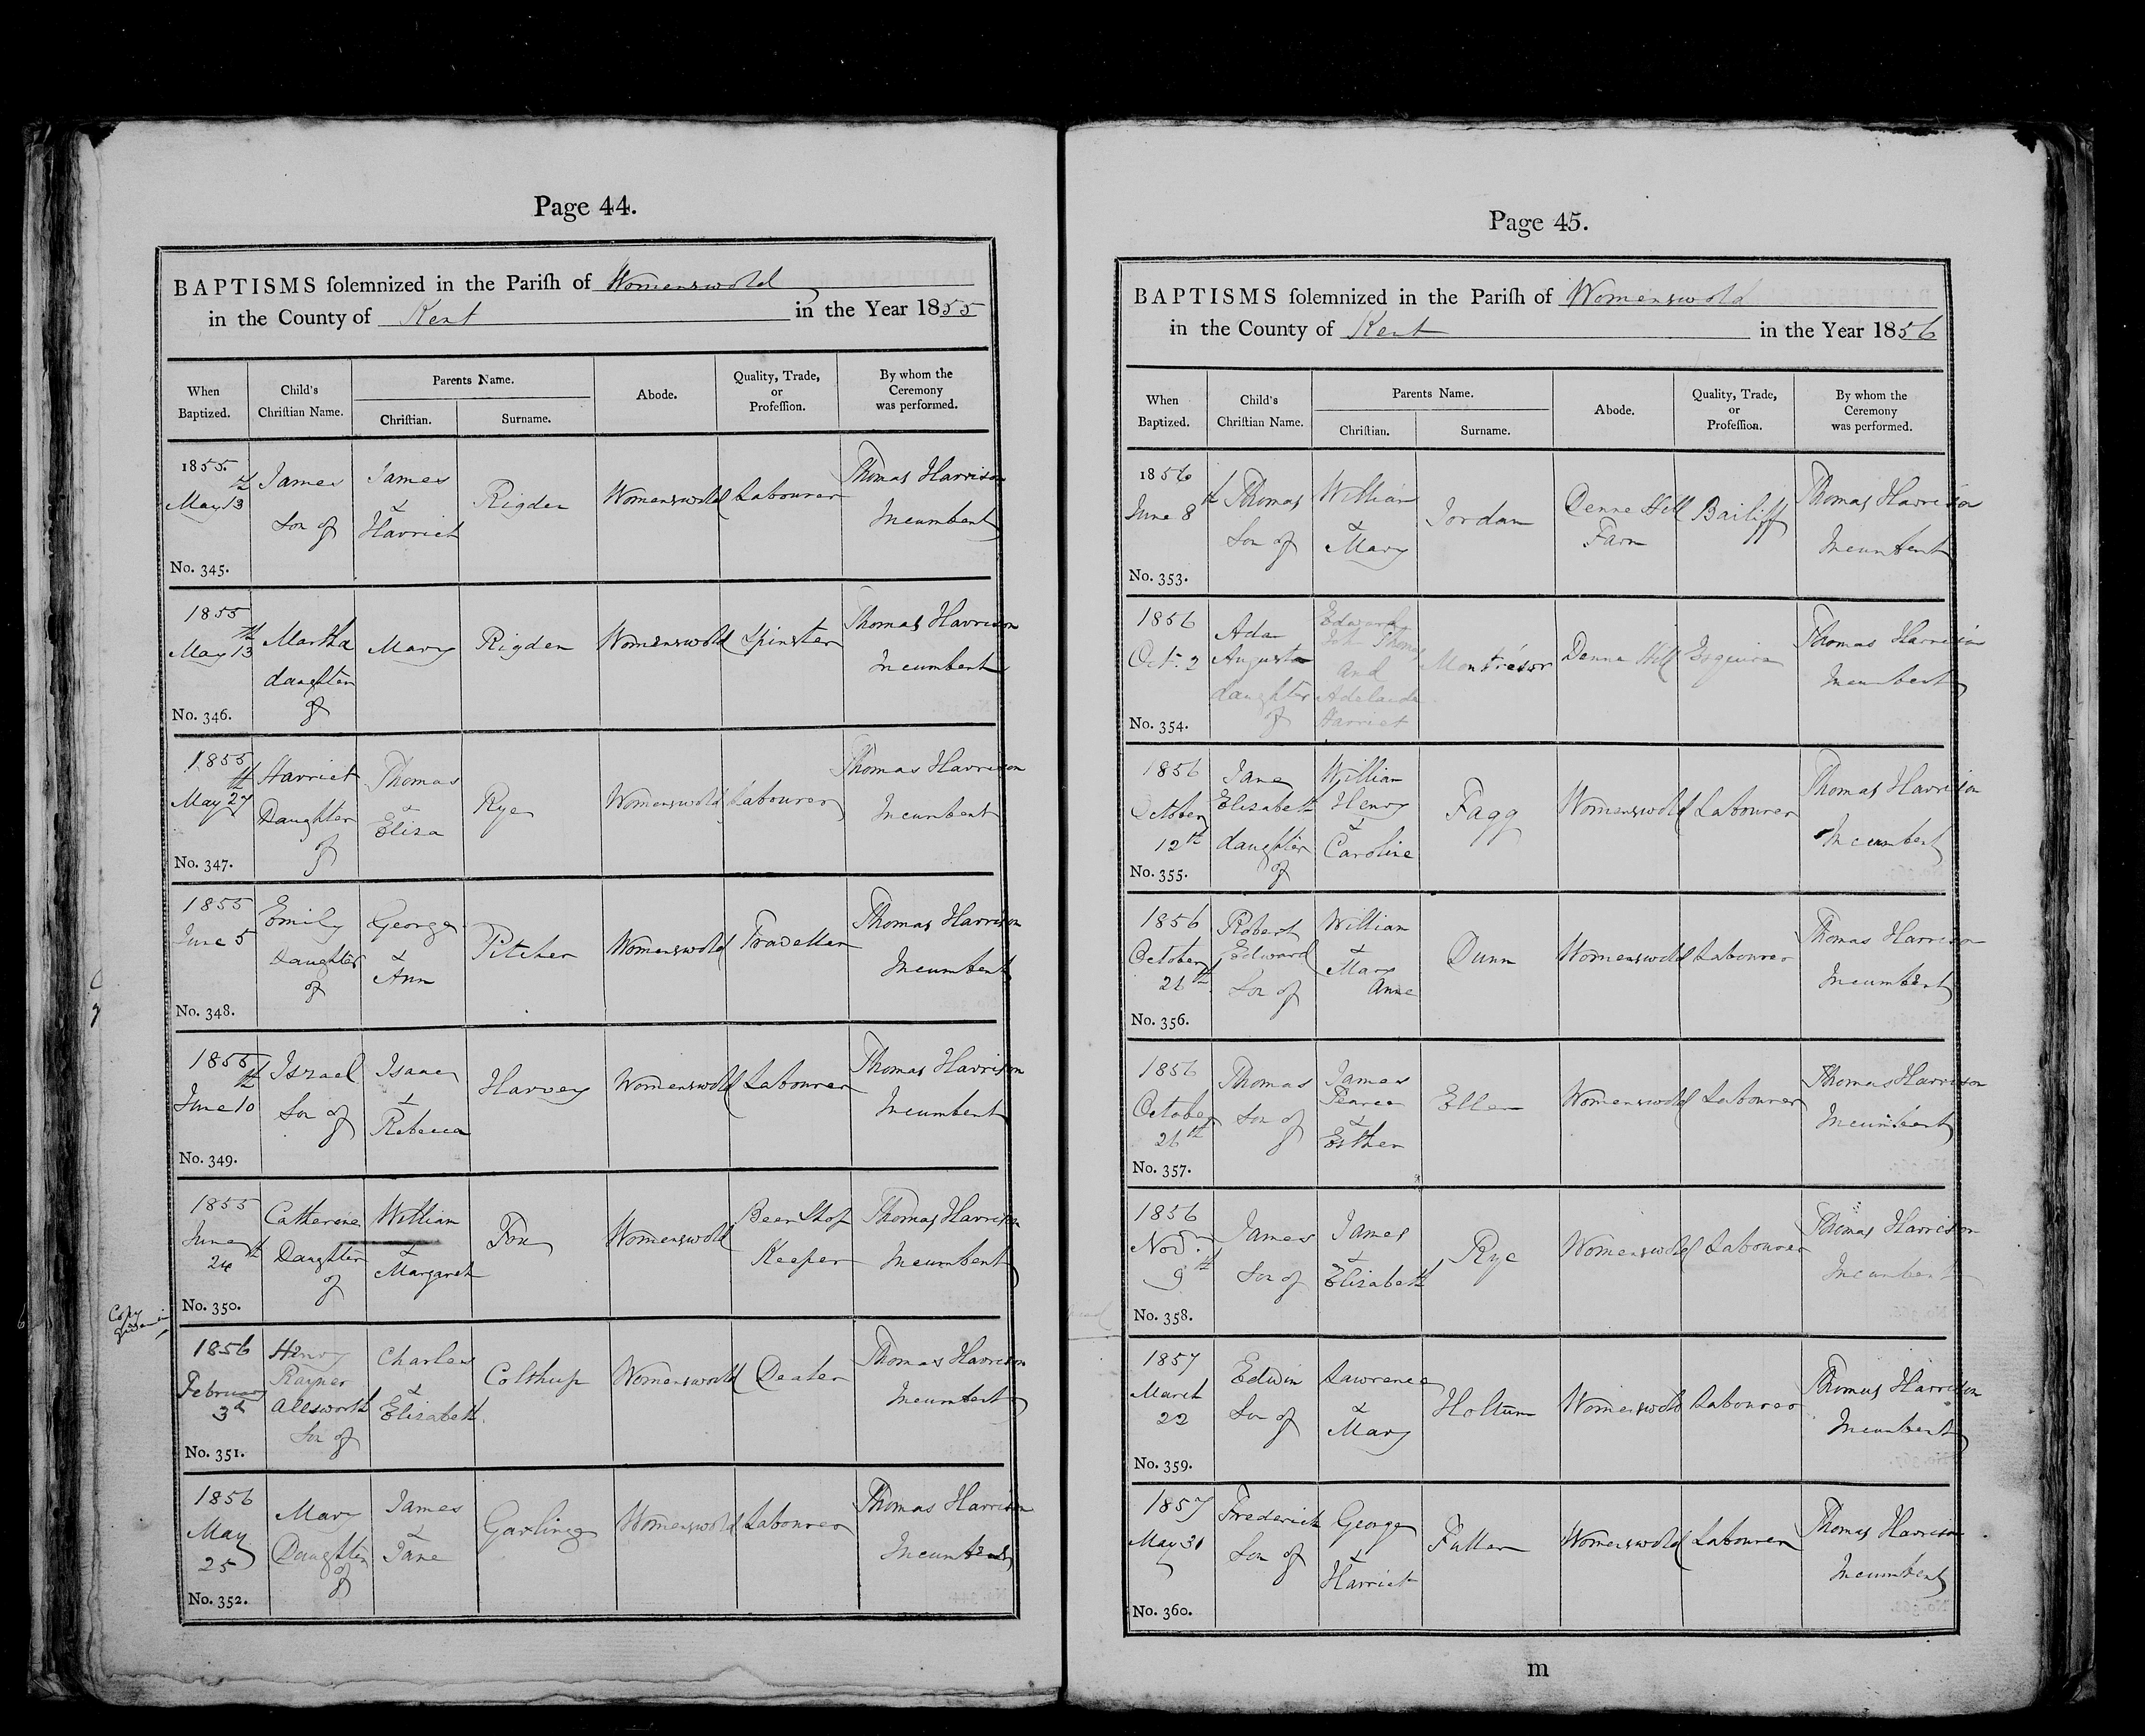 Page 44.
BAPTISMS solemnized in the Parish of Womenswold
in the County of Kent in the Year 1855
When Baptized. Child's Christian Name. Parents Name. Christian. Surname. Abode. Quality, Trade, or Profession. By whom the Ceremony was performed.
1855. May 13th James Son of James & Harriet Rigden Womenswold Labourer Thomas Harrison Incumbent
No. 345.
1855 May 13th Martha daughter of Mary Rigden Womenswold Spinster Thomas Harrison Incumbent
No. 346.
1855 May 27th Harriet Daughter of Thomas & Eliza Rye Womenswold Labourer Thomas Harrison Incumbent
No. 347.
1855 June 5 Emily Daughter of George & Ann Pitcher Womenswold Traveller Thomas Harrison Incumbent
No. 348.
1855 June 10th Israel Son of Isaac & Rebecca Harvey Womenswold Labourer Thomas Harrison Incumbent
No. 349.
1855 June 24th Catherine Daughter of William & Margaret Womenswold Beer Shop Keeper Thomas Harrison Incumbent
No. 350.
Copy
1856 February 3d Henry Rayner Allsworth Son of Charles & Elizabeth Colthup Womenswold Dealer Thomas Harrison Incumbent
No. 351.
1856 May 25 Mary Daughter of James & Jane Garling Womenswold Labourer Thomas Harrison Incumbent
No. 352.
Page 45.
BAPTISMS solemnized in the Parish of Womenswold
in the County of Kent in the Year 1856
When Baptized. Child's Christian Name. Parents Name. Christian. Surname. Abode. Quality, Trade, or Profession. By whom the Ceremony was performed.
1856 June 8th Thomas Son of William & Mary Jordan Denne Hill Farm Bailiff Thomas Harrison Incumbent
No. 353.
1856 Oct. 2 Ada Augusta daughter of Edward Joh Thomas and Adelaide Harriet Montrésor Denne Hill Esquire Thomas Harrison Incumbent
No. 354.
1856 October 12th Jane Elizabeth daughter of William Henry & Caroline Fagg Womenswold Labourer Thomas Harrison Incumbent
No. 355.
1856 October 26th Robert Edward Son of William & Mary Anne Dunn Womenswold Labourer Thomas Harrison Incumbent
No. 356.
1856 October 26th Thomas Son of James Pearce & Esther Eller Womenswold Labourer Thomas Harrison Incumbent
No. 357.
1856 Nov. 9th James Son of James & Elizabeth Rye Womenswold Labourer Thomas Harrison Incumbent
No. 358.
1857 March 22 Edwin Son of Lawrence & Mary Holtum Womenswold Labourer Thomas Harrison Incumbent
No. 359.
1857 May 31 Frederick Son of George & Harriet Fuller Womenswold Labourer Thomas Harrison Incumbent
No. 360.
m